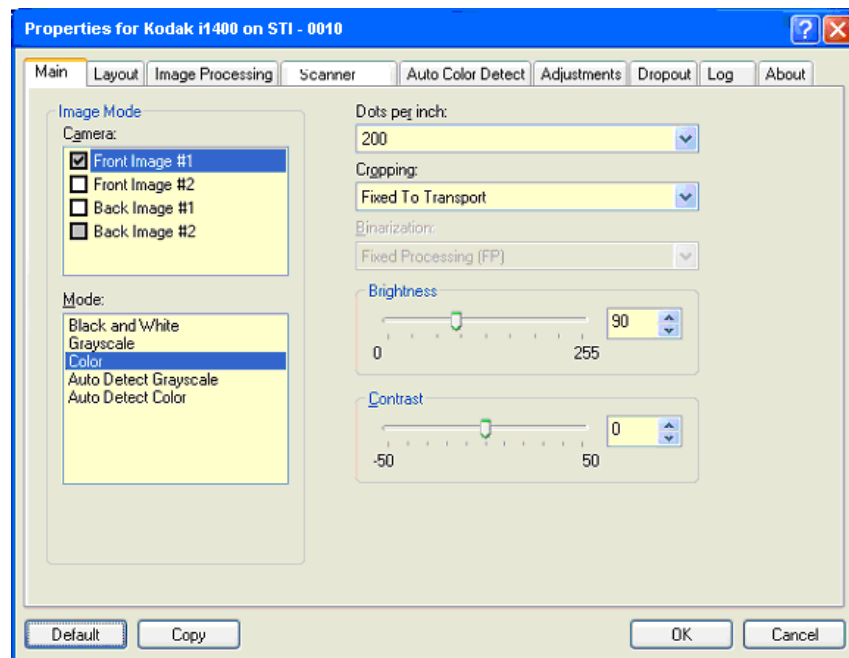 Properties for Kodak i1400 on STI - 0010
Main Layout Image Processing Scanner Auto Color Detect Adjustments Dropout Log About
Image Mode
Camera:
Front Image #1
Front Image #2
Back Image #1
Back Image #2
Mode:
Black and White
Grayscale
Color
Auto Detect Grayscale
Auto Detect Color
Dots per inch:
200
Cropping:
Fixed To Transport
Binarization:
Fixed Processing (FP)
Brightness
90
0 255
Contrast
0
-50 50
Default Copy OK Cancel